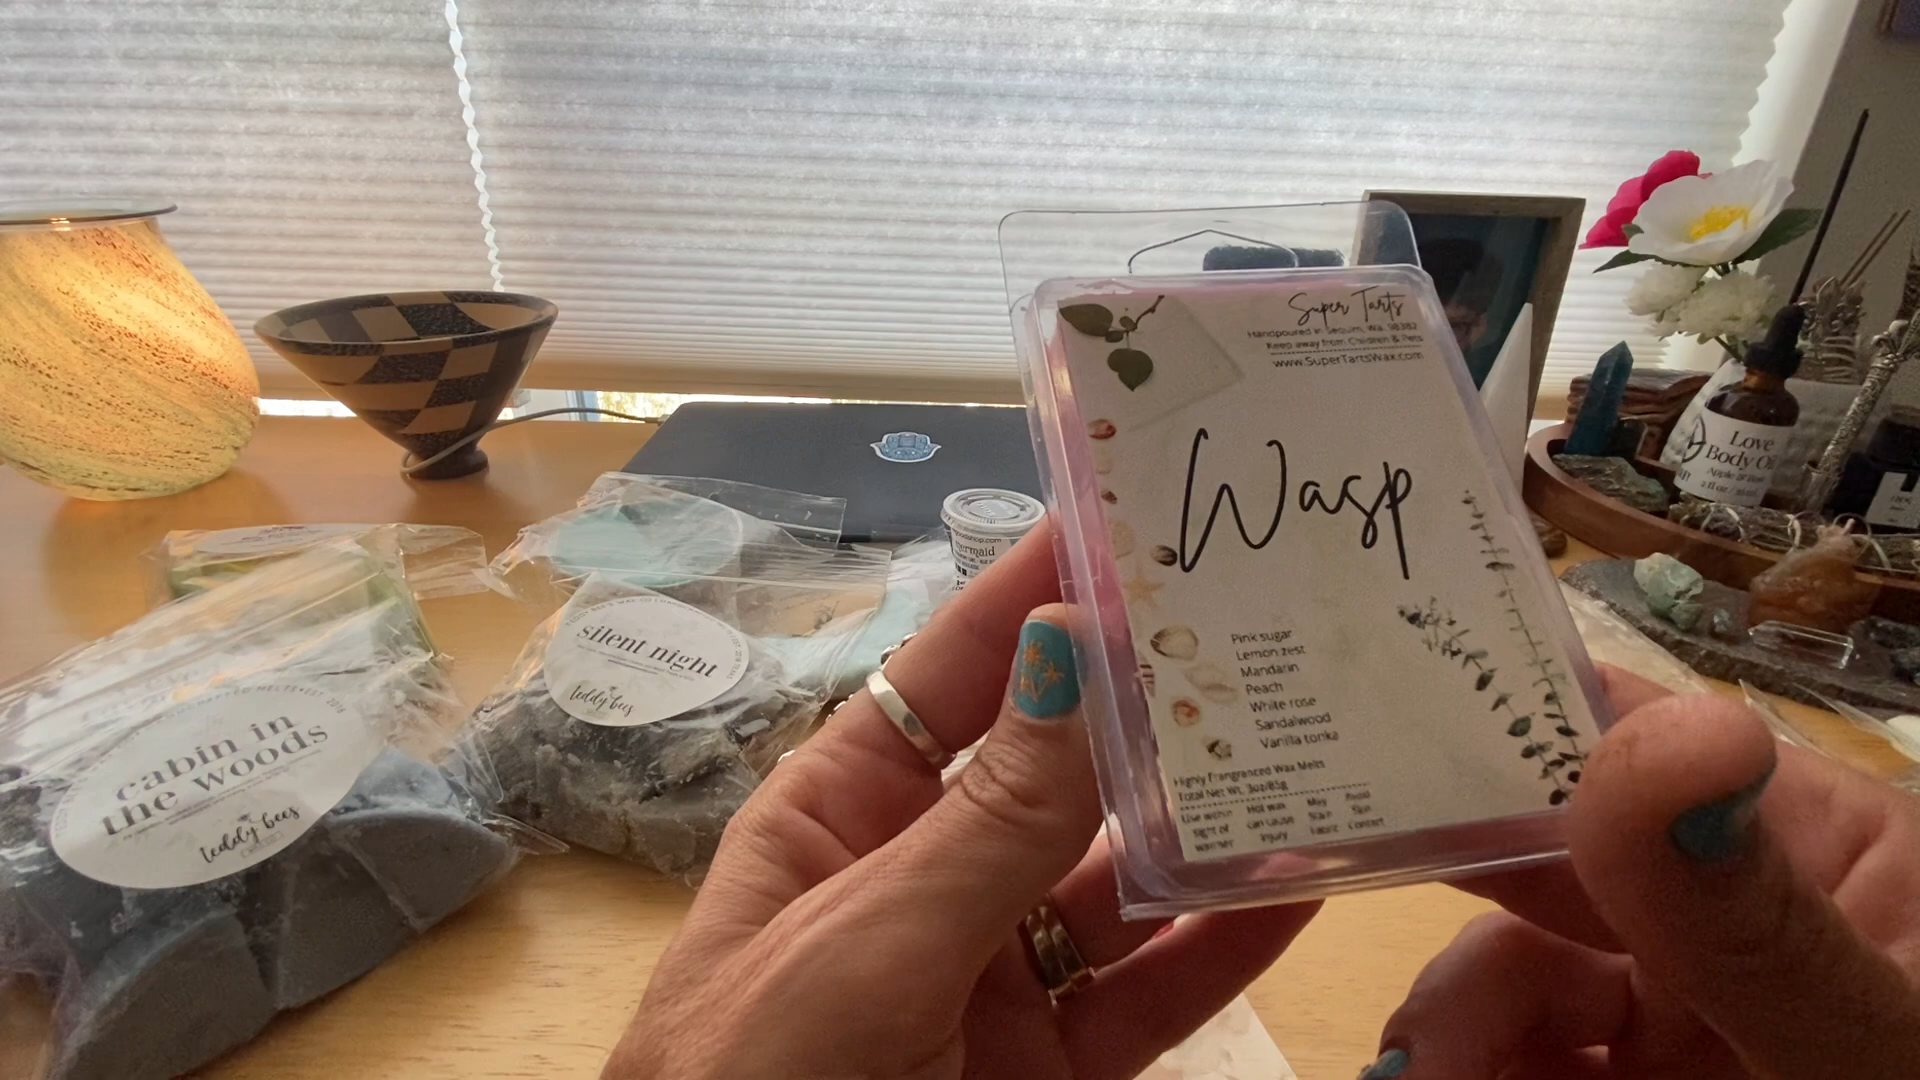 Super Tarts
Handpoured in Sequim, Wa. 98382
Keep away from Children & Pets
www.SuperTartsWax.com
Wasp
Pink sugar
Lemon zest
Mandarin
Peach
White rose
Sandalwood
Vanilla tonka
Highly Frangranced Wax Melts
Total Net Wt. 3oz/85g
Use within Hot wax May Avoid
sight of can cause Stain Skin
warmer injury Fabric Contact
cabin in
the woods
teddy bees
silent night
teddy bees
mermaid
Love
Body Oil